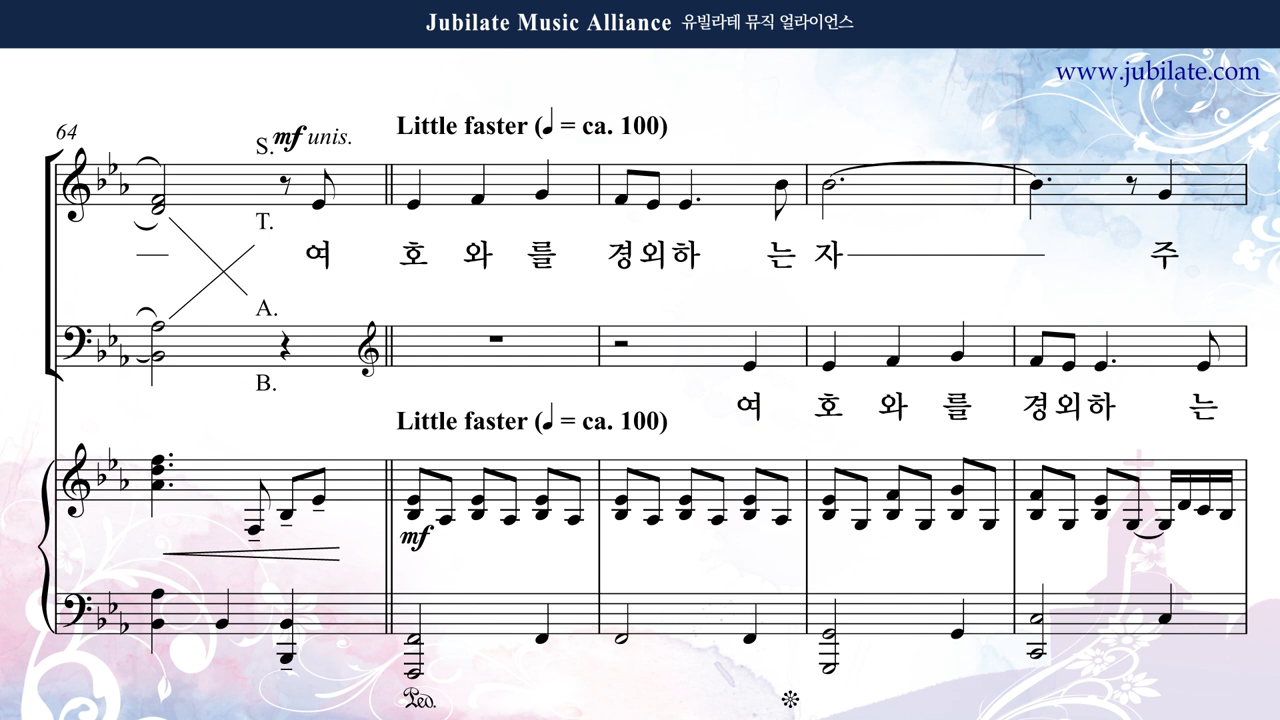 Jubilate Music Alliance 유빌라테 뮤직 얼라이언스
www.jubilate.com
64
Little faster (♩ = ca. 100)
S. mf unis.
T.
여 호 와 를 경 외 하 는 자 주
A.
B.
여 호 와 를 경 외 하 는
Little faster (♩ = ca. 100)
mf
Ped. *